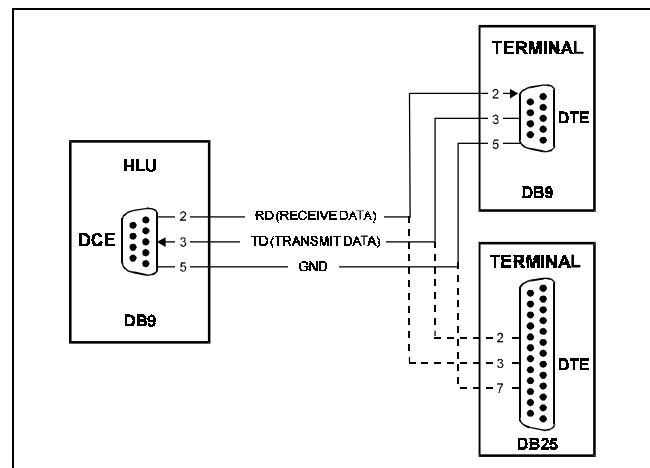 TERMINAL
2
3
5
DTE
DB9
HLU
DCE
2 RD (RECEIVE DATA)
3 TD (TRANSMIT DATA)
5 GND
DB9
TERMINAL
2
3
7
DTE
DB25